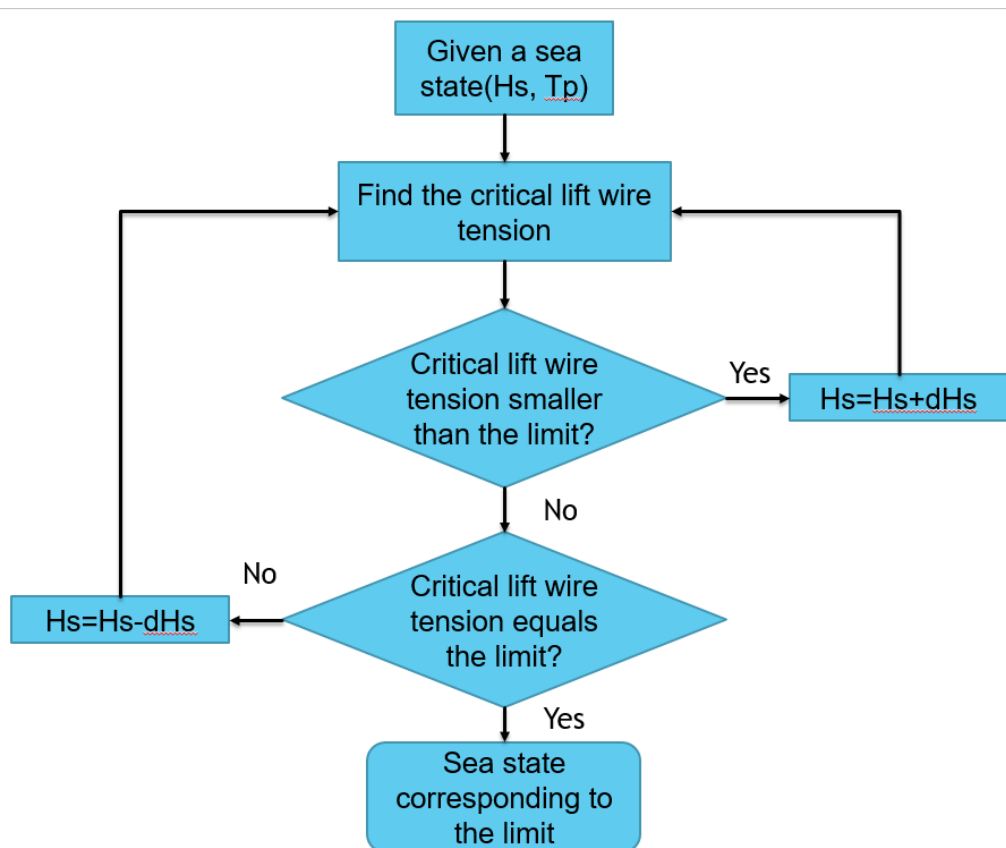 Given a sea
state(Hs, Tp)
Find the critical lift wire
tension
Critical lift wire
tension smaller
than the limit?
Yes
Hs=Hs+dHs
No
Critical lift wire
tension equals
the limit?
No
Hs=Hs-dHs
Yes
Sea state
corresponding to
the limit